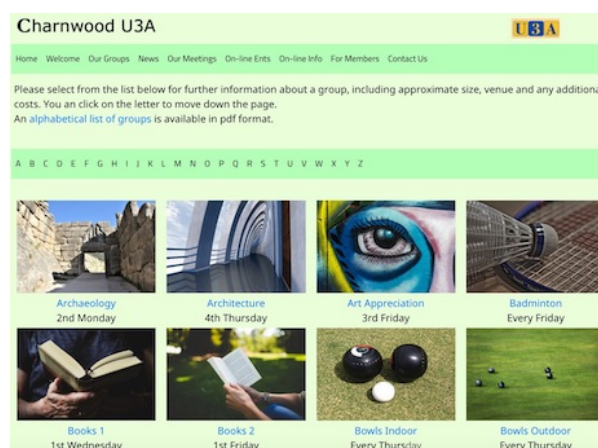 Charnwood U3A
U3A
Home Welcome Our Groups News Our Meetings On-line Ents On-line Info For Members Contact Us
Please select from the list below for further information about a group, including approximate size, venue and any additiona
costs. You an click on the letter to move down the page.
An alphabetical list of groups is available in pdf format.
A B C D E F G H I J K L M N O P Q R S T U V W X Y Z
Archaeology Architecture Art Appreciation Badminton
2nd Monday 4th Thursday 3rd Friday Every Friday
Books 1 Books 2 Bowls Indoor Bowls Outdoor
1st Wednesday 1st Friday Every Thursday Every Thursday